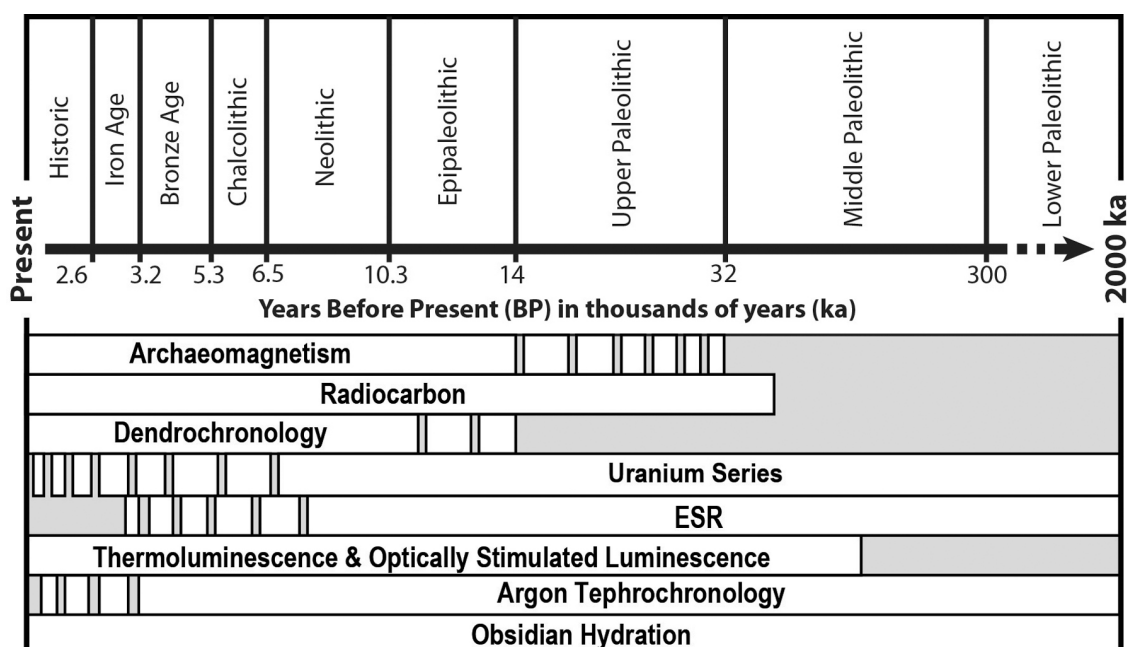 Historic
Iron Age
Bronze Age
Chalcolithic
Neolithic
Epipaleolithic
Upper Paleolithic
Middle Paleolithic
Lower Paleolithic
Present
2000 ka
2.6 3.2 5.3 6.5 10.3 14 32 300
Years Before Present (BP) in thousands of years (ka)
Archaeomagnetism
Radiocarbon
Dendrochronology
Uranium Series
ESR
Thermoluminescence & Optically Stimulated Luminescence
Argon Tephrochronology
Obsidian Hydration